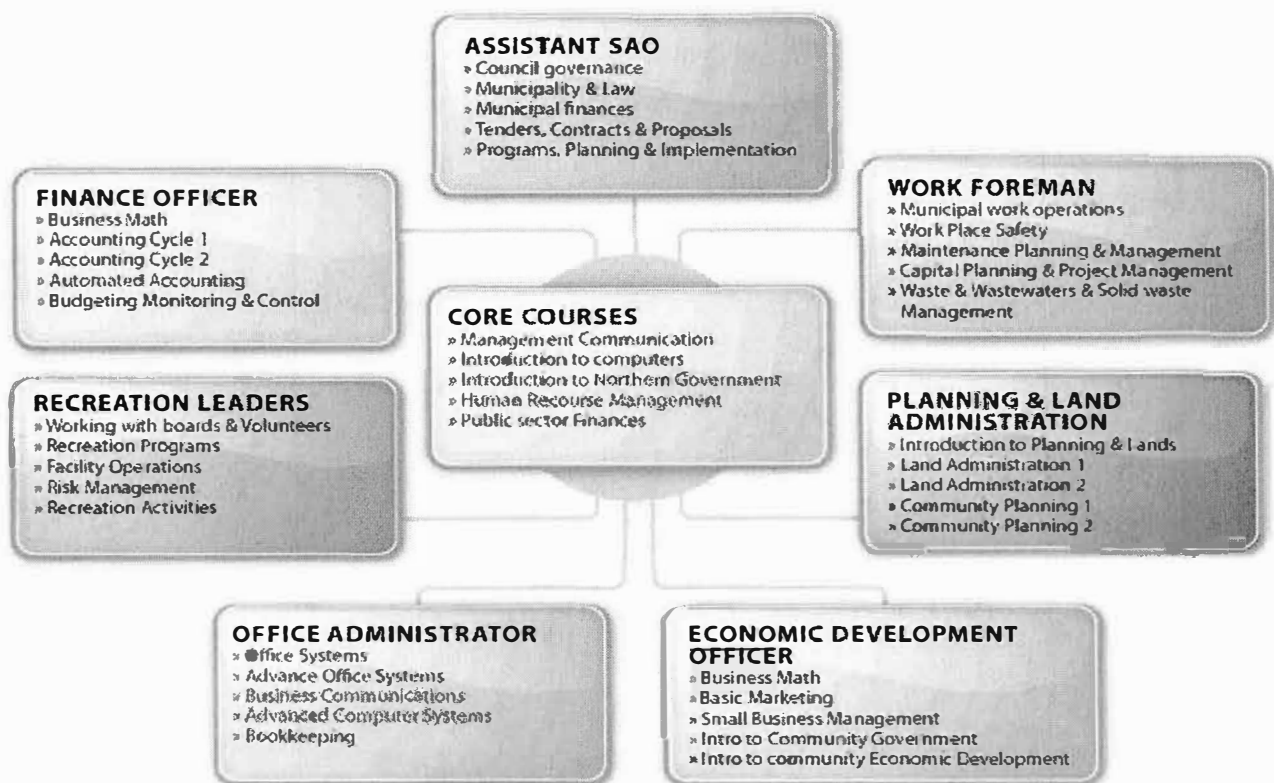 ASSISTANT SAO
» Council governance
» Municipality & Law
» Municipal finances
» Tenders, Contracts & Proposals
» Programs, Planning & Implementation
FINANCE OFFICER
» Business Math
» Accounting Cycle 1
» Accounting Cycle 2
» Automated Accounting
» Budgeting Monitoring & Control
WORK FOREMAN
» Municipal work operations
» Work Place Safety
» Maintenance Planning & Management
» Capital Planning & Project Management
» Waste & Wastewaters & Solid waste
Management
CORE COURSES
» Management Communication
» Introduction to computers
» Introduction to Northern Government
» Human Recourse Management
» Public sector Finances
RECREATION LEADERS
» Working with boards & Volunteers
» Recreation Programs
» Facility Operations
» Risk Management
» Recreation Activities
PLANNING & LAND
ADMINISTRATION
» Introduction to Planning & Lands
» Land Administration 1
» Land Administration 2
» Community Planning 1
» Community Planning 2
OFFICE ADMINISTRATOR
» Office Systems
» Advance Office Systems
» Business Communications
» Advanced Computer Systems
» Bookkeeping
ECONOMIC DEVELOPMENT
OFFICER
» Business Math
» Basic Marketing
» Small Business Management
» Intro to Community Government
» Intro to community Economic Development